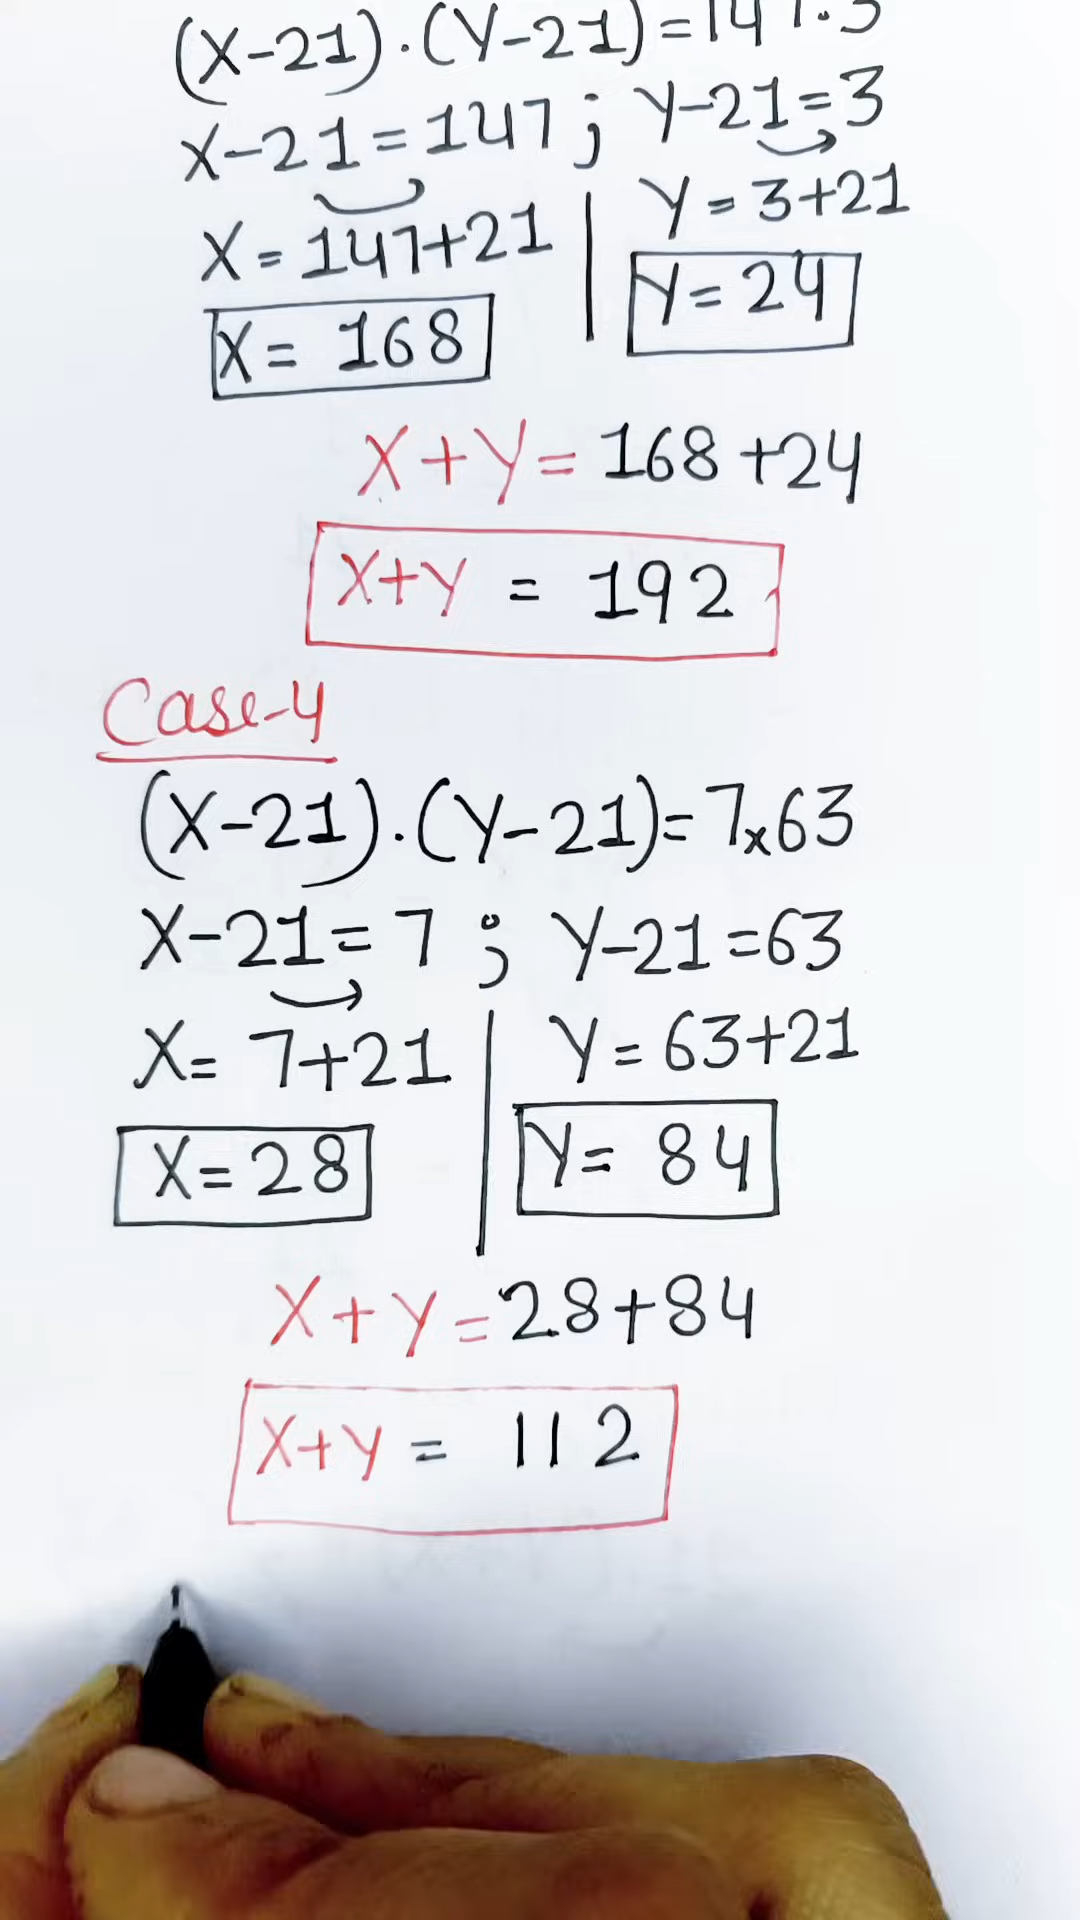 (X-21).(Y-21)=147.3
X-21=147 ; Y-21=3
X=147+21 | Y=3+21
X= 168 Y=24
X+Y=168+24
X+Y = 192
Case-4
(X-21).(Y-21)=7x63
X-21=7 ; Y-21=63
X= 7+21 | Y=63+21
X=28 Y= 84
X+Y=28+84
X+Y = 112